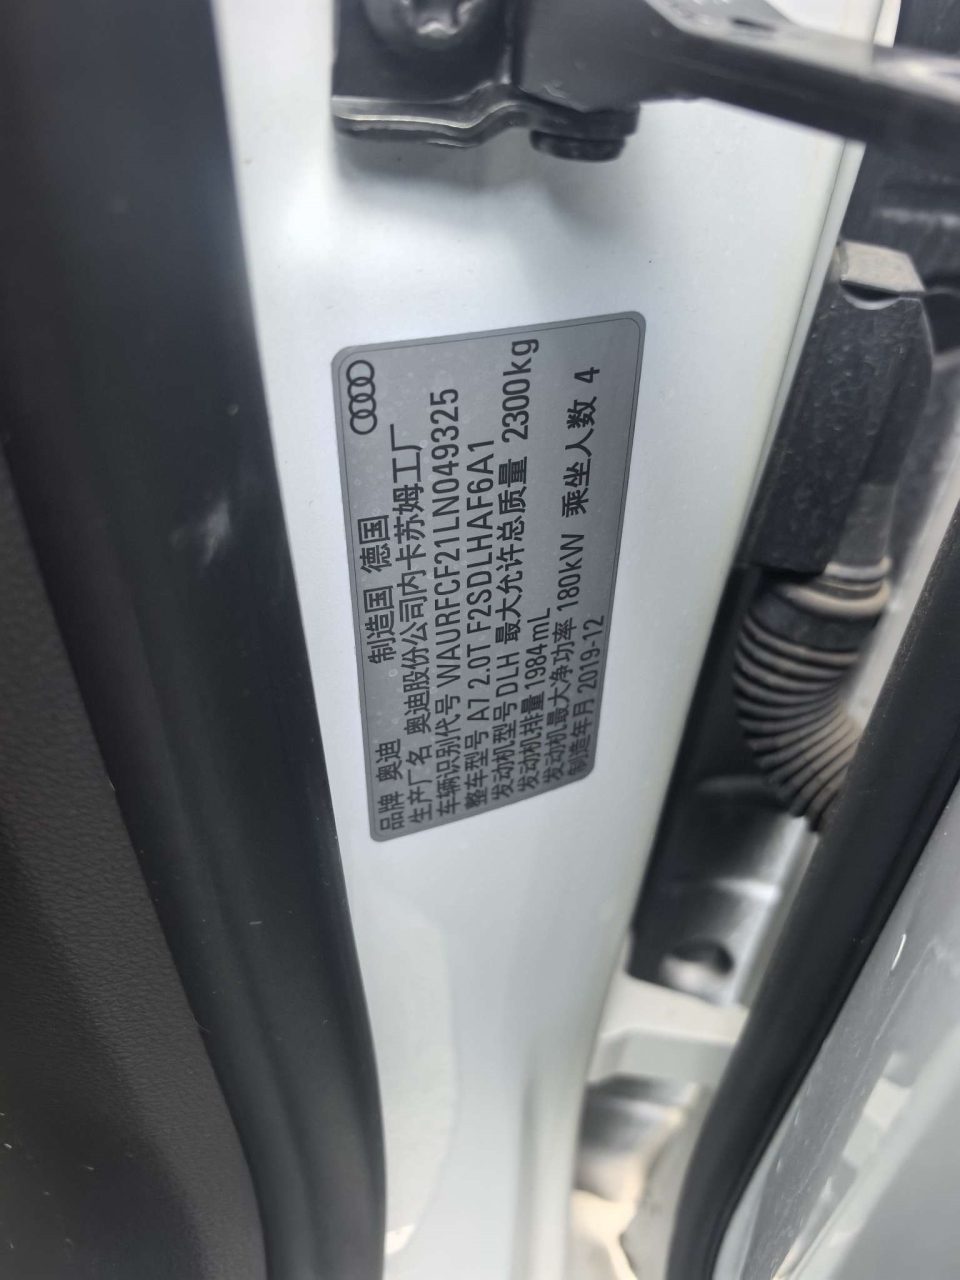 品牌 奥迪 制造国 德国
生产厂名 奥迪股份公司内卡苏姆工厂
车辆识别代号 WAURFCF21LN049325
整车型号 A7 2.0T F2SDLHAF6A1
发动机型号 DLH 最大允许总质量 2300kg
发动机排量 1984mL
发动机最大净功率 180kW 乘坐人数 4
制造年月 2019-12